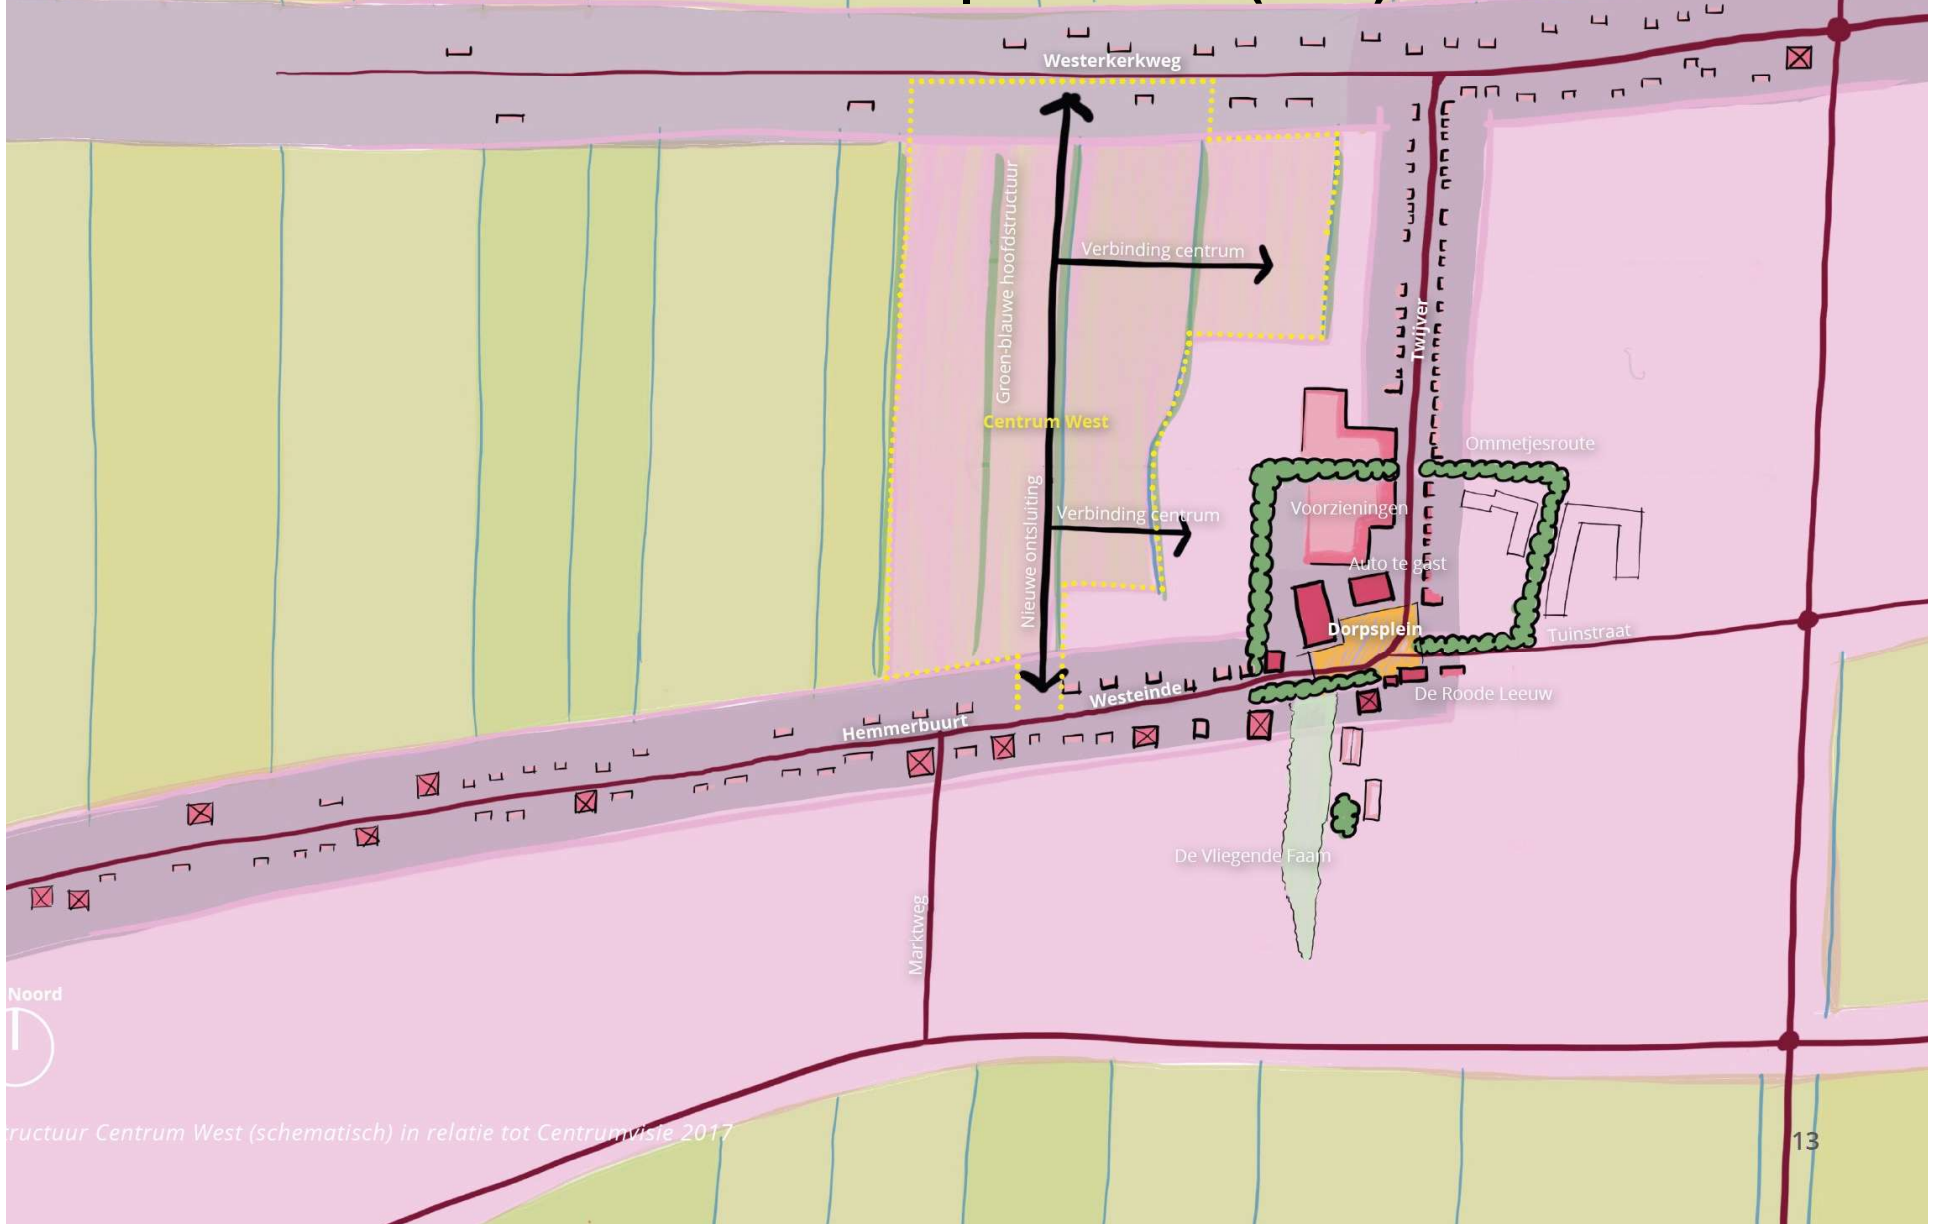 Westerkerkweg
Groen-blauwe hoofdstructuur
Verbinding centrum
Twijver
Centrum West
Ommetjesroute
Nieuwe ontsluiting
Verbinding centrum
Voorzieningen
Auto te gast
Dorpsplein
Tuinstraat
Westeinde
De Roode Leeuw
Hemmerbuurt
De Vliegende Faam
Marktweg
Noord
ructuur Centrum West (schematisch) in relatie tot Centrumvisie 2017
13